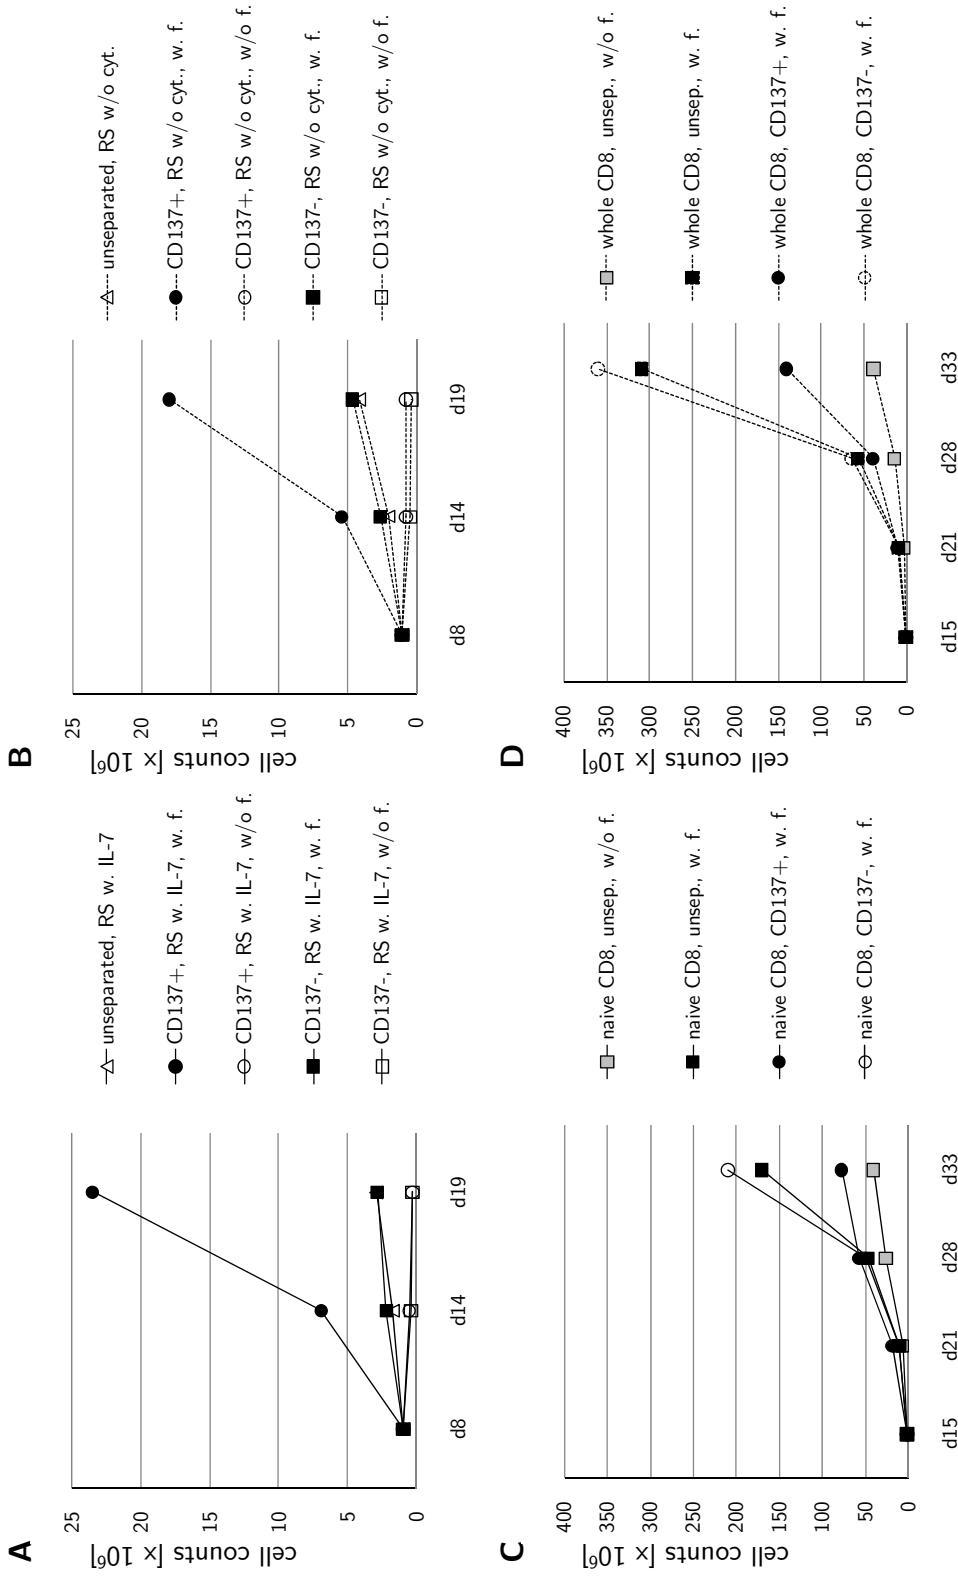 A
cell counts [x 10⁶]
25
20
15
10
5
0
d8
d14
d19
unseparated, RS w. IL-7
CD137+, RS w. IL-7, w. f.
CD137+, RS w. IL-7, w/o f.
CD137-, RS w. IL-7, w. f.
CD137-, RS w. IL-7, w/o f.
B
cell counts [x 10⁶]
25
20
15
10
5
0
d8
d14
d19
unseparated, RS w/o cyt.
CD137+, RS w/o cyt., w. f.
CD137+, RS w/o cyt., w/o f.
CD137-, RS w/o cyt., w. f.
CD137-, RS w/o cyt., w/o f.
C
cell counts [x 10⁶]
400
350
300
250
200
150
100
50
0
d15
d21
d28
d33
naive CD8, unsep., w/o f.
naive CD8, unsep., w. f.
naive CD8, CD137+, w. f.
naive CD8, CD137-, w. f.
D
cell counts [x 10⁶]
400
350
300
250
200
150
100
50
0
d15
d21
d28
d33
whole CD8, unsep., w/o f.
whole CD8, unsep., w. f.
whole CD8, CD137+, w. f.
whole CD8, CD137-, w. f.